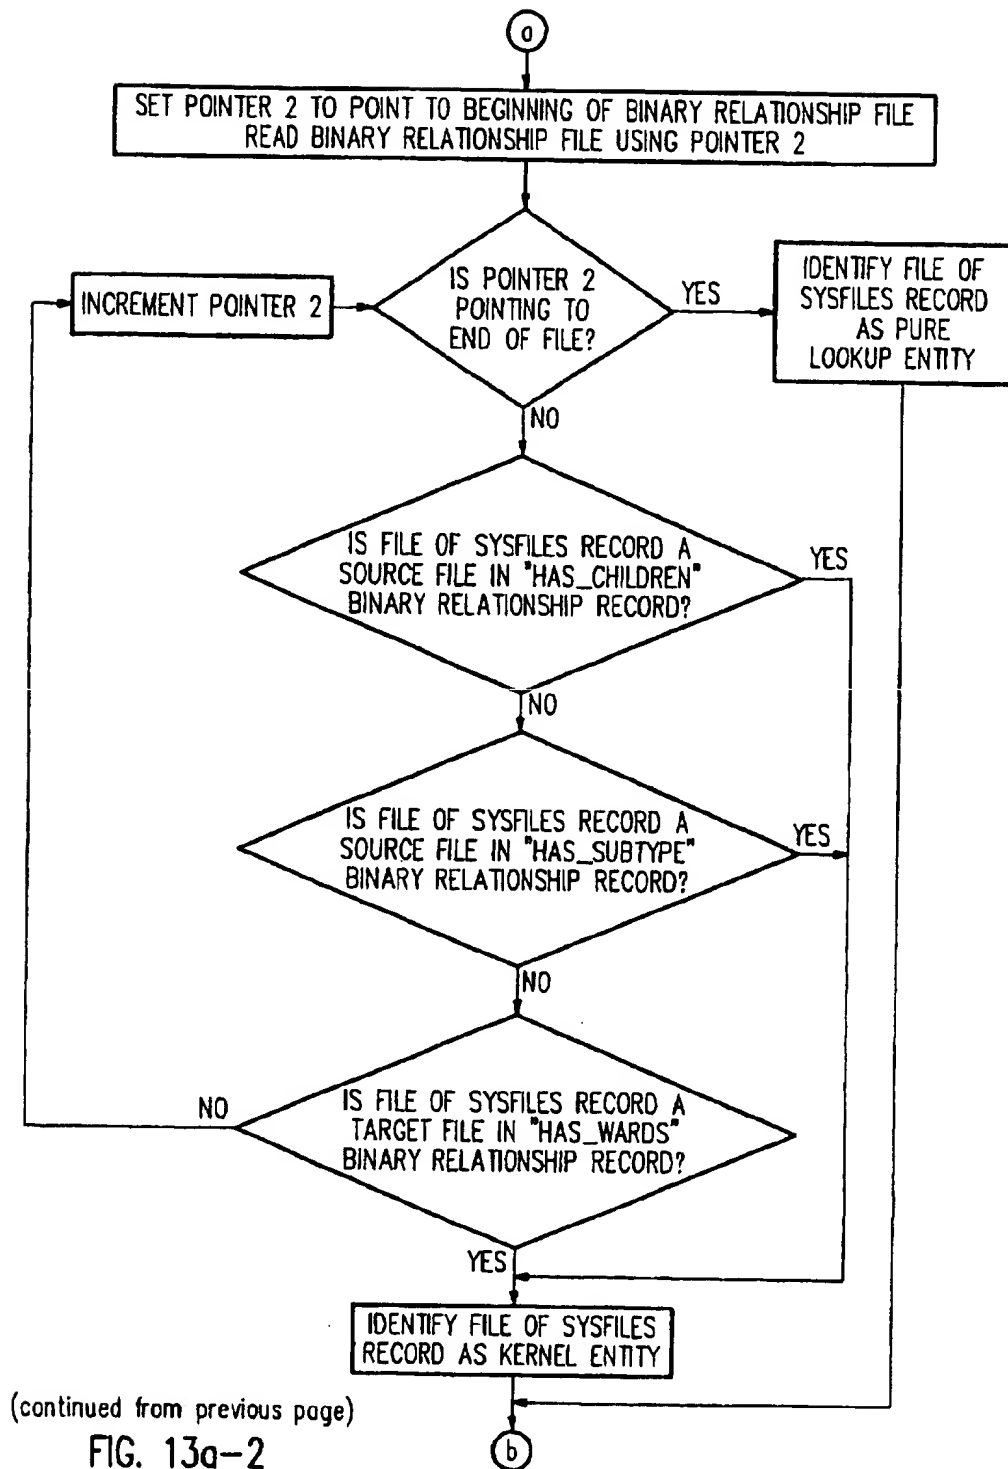 a
SET POINTER 2 TO POINT TO BEGINNING OF BINARY RELATIONSHIP FILE
READ BINARY RELATIONSHIP FILE USING POINTER 2
INCREMENT POINTER 2
IS POINTER 2
POINTING TO
END OF FILE?
YES
IDENTIFY FILE OF
SYSFILES RECORD
AS PURE
LOOKUP ENTITY
NO
IS FILE OF SYSFILES RECORD A
SOURCE FILE IN "HAS_CHILDREN"
BINARY RELATIONSHIP RECORD?
YES
NO
IS FILE OF SYSFILES RECORD A
SOURCE FILE IN "HAS_SUBTYPE"
BINARY RELATIONSHIP RECORD?
YES
NO
IS FILE OF SYSFILES RECORD A
TARGET FILE IN "HAS_WARDS"
BINARY RELATIONSHIP RECORD?
NO
YES
IDENTIFY FILE OF SYSFILES
RECORD AS KERNEL ENTITY
(continued from previous page)
FIG. 13a-2
b